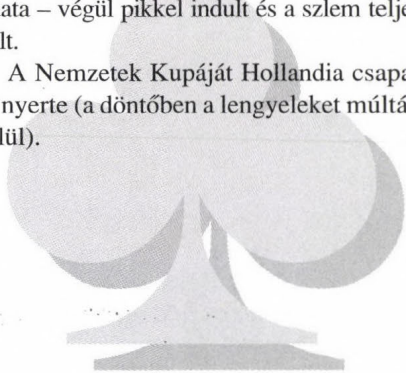 ata – végül pikkel indult és a szlem telje
lt.
A Nemzetek Kupáját Hollandia csapa
nyerte (a döntőben a lengyeleket múltá
lül).